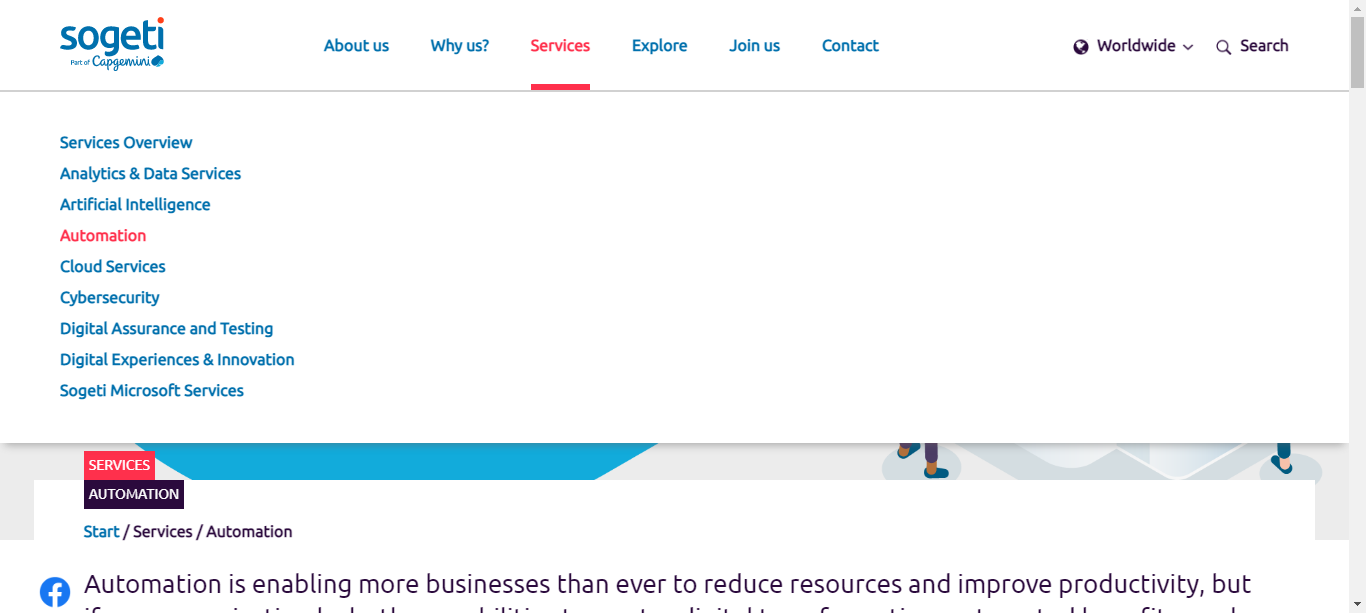 sogeti
Part of Capgemini
About us
Why us?
Services
Explore
Join us
Contact
Worldwide
Search
Services Overview
Analytics & Data Services
Artificial Intelligence
Automation
Cloud Services
Cybersecurity
Digital Assurance and Testing
Digital Experiences & Innovation
Sogeti Microsoft Services
SERVICES
AUTOMATION
Start / Services / Automation
Automation is enabling more businesses than ever to reduce resources and improve productivity, but